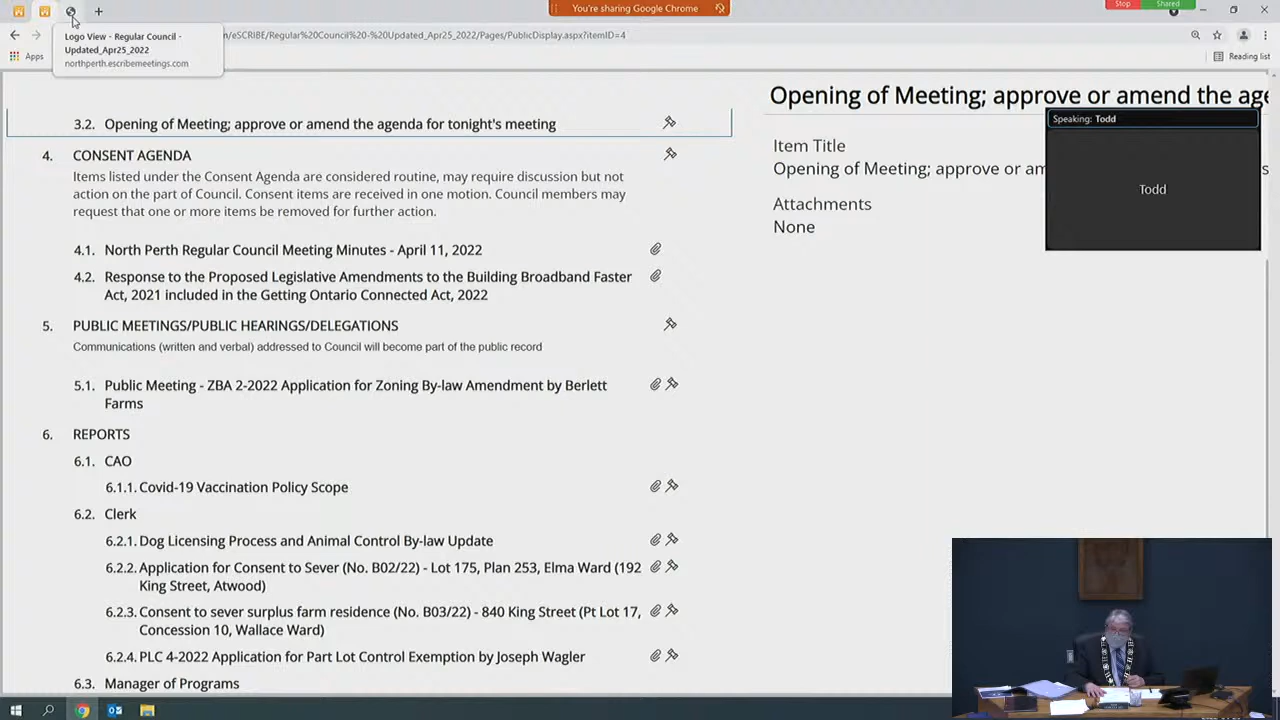 You're sharing Google Chrome
Stop
Shared
Logo View - Regular Council -
Updated_Apr25_2022
northperth.escribemeetings.com
n/eSCRIBE/Regular%20Council%20-%20Updated_Apr25_2022/Pages/PublicDisplay.aspx?itemID=4
Apps
Reading list
3.2. Opening of Meeting; approve or amend the agenda for tonight's meeting
4. CONSENT AGENDA
Items listed under the Consent Agenda are considered routine, may require discussion but not
action on the part of Council. Consent items are received in one motion. Council members may
request that one or more items be removed for further action.
4.1. North Perth Regular Council Meeting Minutes - April 11, 2022
4.2. Response to the Proposed Legislative Amendments to the Building Broadband Faster
Act, 2021 included in the Getting Ontario Connected Act, 2022
5. PUBLIC MEETINGS/PUBLIC HEARINGS/DELEGATIONS
Communications (written and verbal) addressed to Council will become part of the public record
5.1. Public Meeting - ZBA 2-2022 Application for Zoning By-law Amendment by Berlett
Farms
6. REPORTS
6.1. CAO
6.1.1. Covid-19 Vaccination Policy Scope
6.2. Clerk
6.2.1. Dog Licensing Process and Animal Control By-law Update
6.2.2. Application for Consent to Sever (No. B02/22) - Lot 175, Plan 253, Elma Ward (192
King Street, Atwood)
6.2.3. Consent to sever surplus farm residence (No. B03/22) - 840 King Street (Pt Lot 17,
Concession 10, Wallace Ward)
6.2.4. PLC 4-2022 Application for Part Lot Control Exemption by Joseph Wagler
6.3. Manager of Programs
Opening of Meeting; approve or amend the age
Item Title
Opening of Meeting; approve or am
Attachments
None
Speaking: Todd
Todd